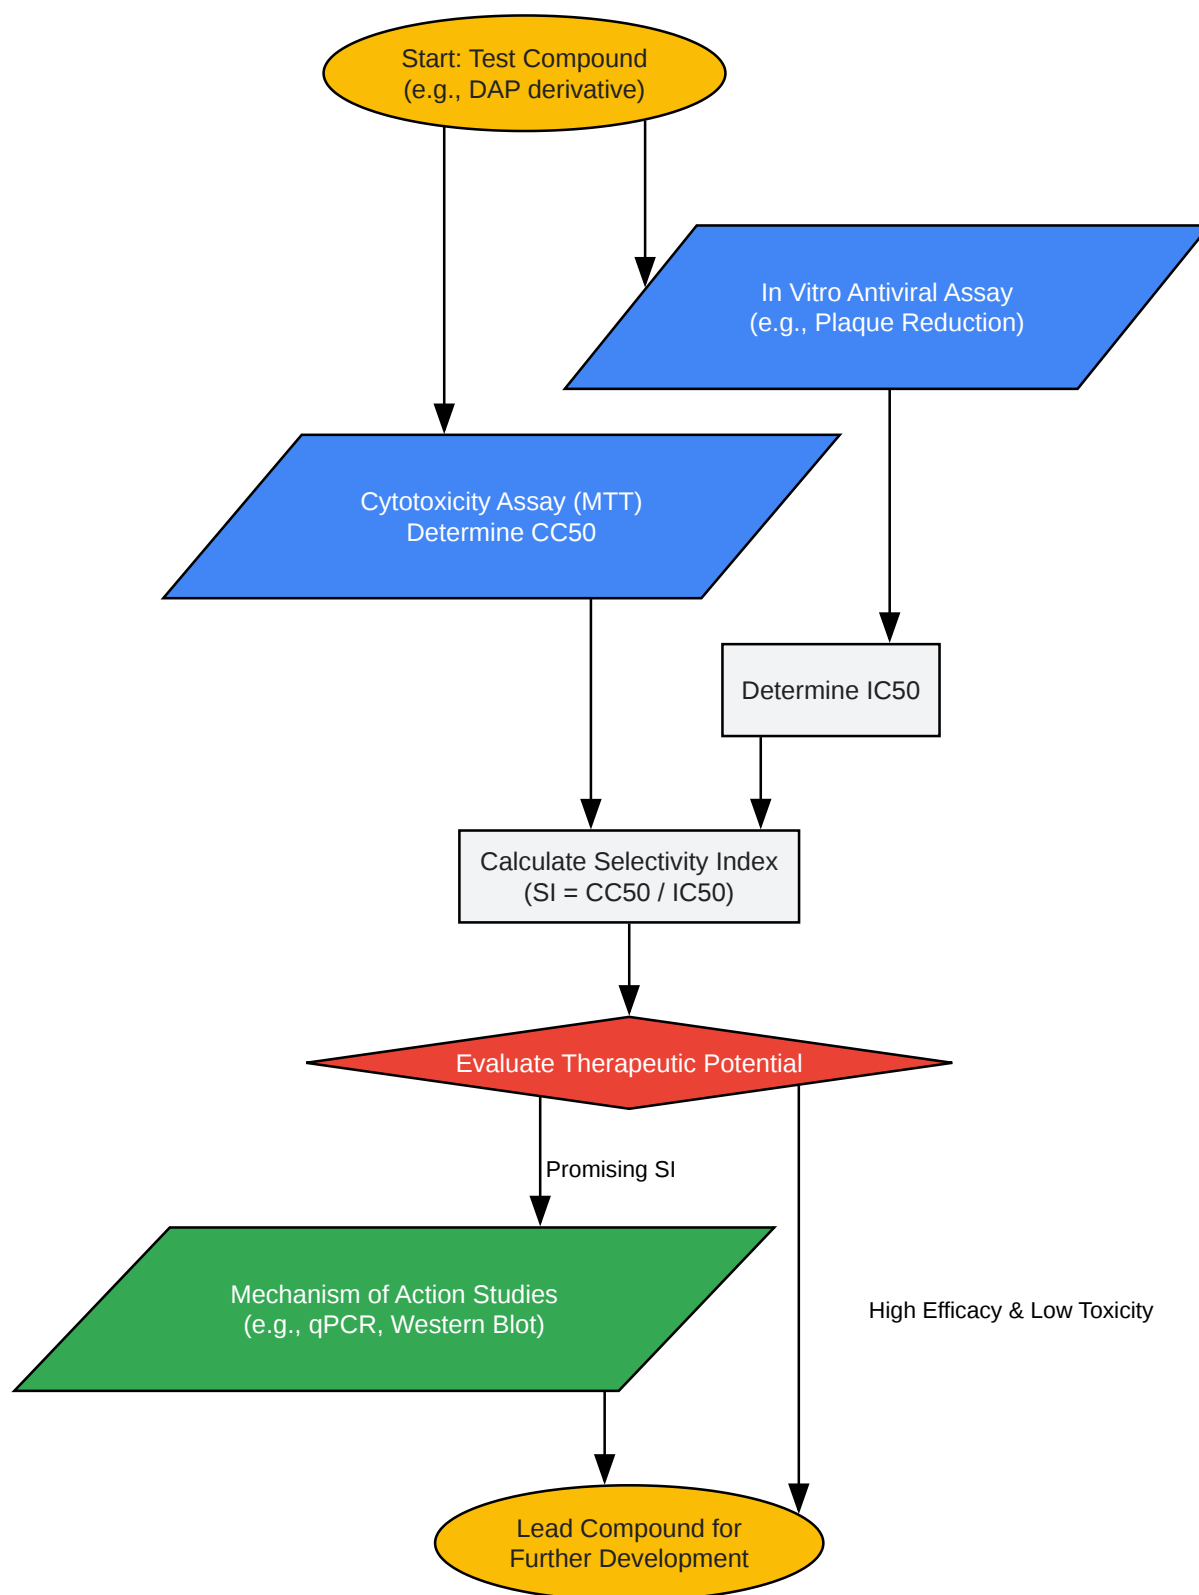 Start: Test Compound
(e.g., DAP derivative)
In Vitro Antiviral Assay
(e.g., Plaque Reduction)
Cytotoxicity Assay (MTT)
Determine CC50
Determine IC50
Calculate Selectivity Index
(SI = CC50 / IC50)
Evaluate Therapeutic Potential
Promising SI
Mechanism of Action Studies
(e.g., qPCR, Western Blot)
High Efficacy & Low Toxicity
Lead Compound for
Further Development